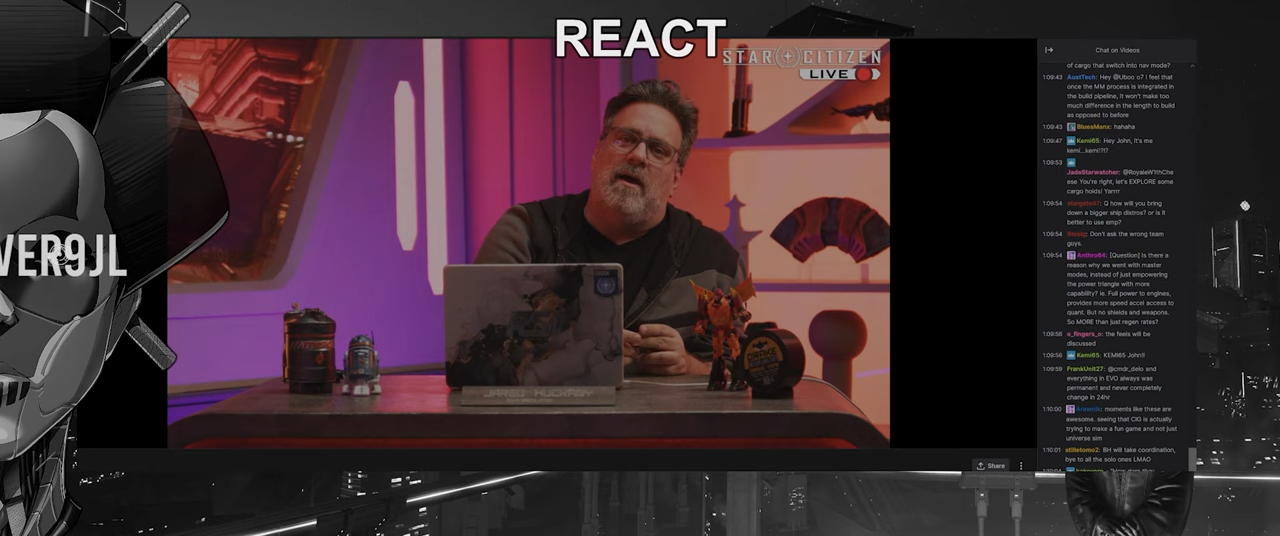 REACT
STAR CITIZEN
LIVE
VER9JL
JARED HUCKABY
Chat on Videos
of cargo that switch into nav mode?
1:09:43 AustTech: Hey @Uboo o7 I feel that
once the MM process is integrated in
the build pipeline, it won't make too
much difference in the length to build
as opposed to before
1:09:43 BluesManx: hahaha
1:09:47 Kemi65: Hey John, it's me
kemi...kemi!?!?
1:09:53
JadeStarwatcher: @RoyaleW1thChe
ese You're right, let's EXPLORE some
cargo holds! Yarrr
1:09:54 stargate47: Q how will you bring
down a bigger ship distros? or is it
better to use emp?
1:09:54 Don't ask the wrong team
guys.
1:09:54 Anthro64: [Question] Is there a
reason why we went with master
modes, instead of just empowering
the power triangle with more
capability? ie. Full power to engines,
provides more speed accel access to
quant. But no shields and weapons.
So MORE than just regen rates?
1:09:56 e_fingers_o: the feels will be
discussed
1:09:56 Kemi65: KEMI65 John!!
1:09:59 FrankUnit27: @cmdr_delo and
everything in EVO always was
permanent and never completely
change in 24hr
1:10:00 moments like these are
awesome. seeing that CIG is actually
trying to make a fun game and not just
universe sim
1:10:01 stilletomo2: BH will take coordination,
bye to all the solo ones LMAO
Share